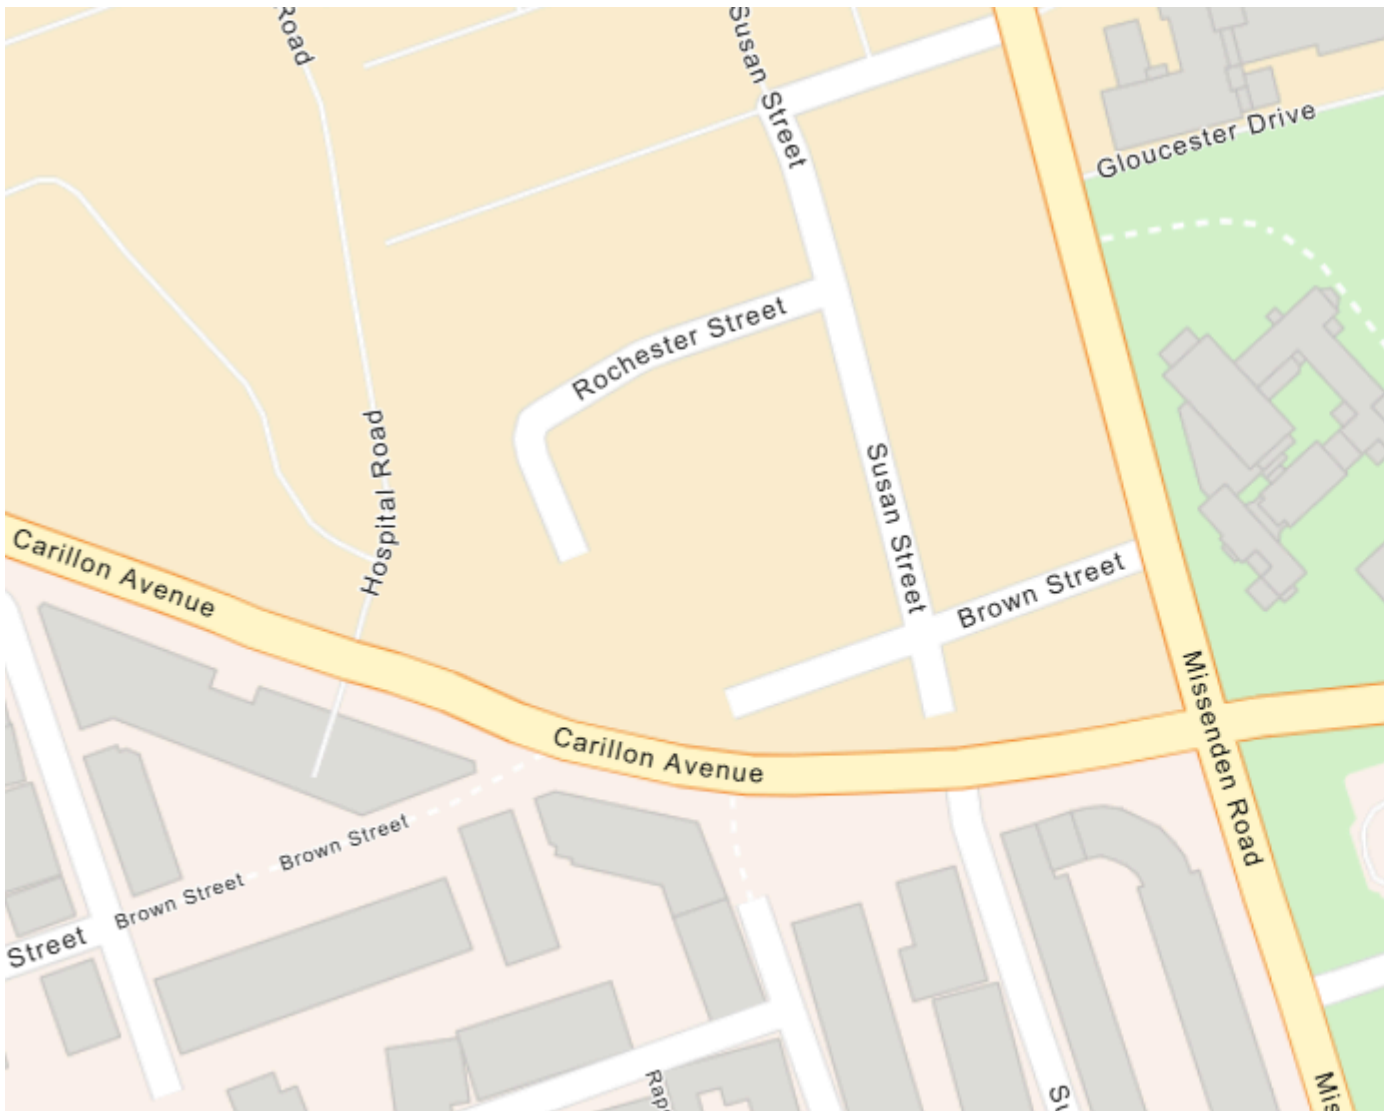 Road
Susan Street
Gloucester Drive
Rochester Street
Hospital Road
Susan Street
Carillon Avenue
Brown Street
Missenden Road
Carillon Avenue
Brown Street
Brown Street
Street